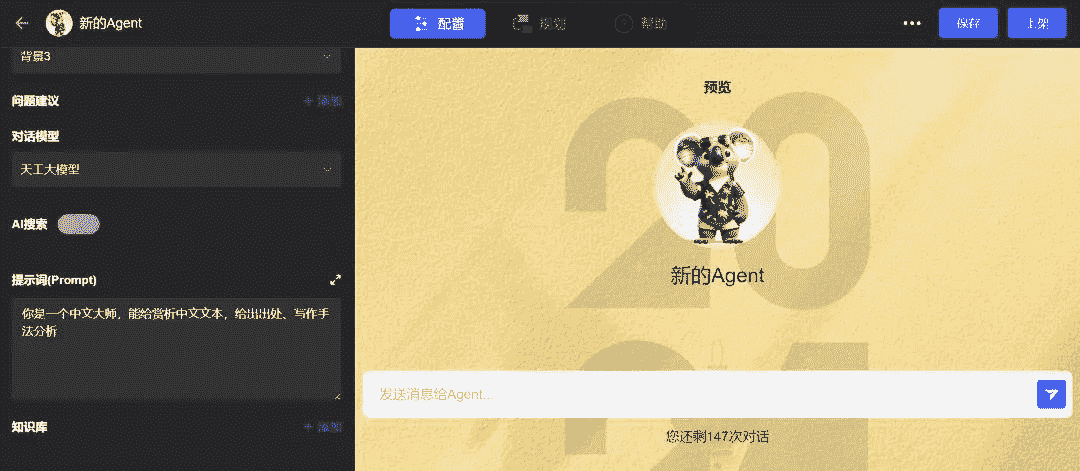 新的Agent
配置
规划
帮助
保存
上架
背景3
问题建议
+ 添加
对话模型
天工大模型
AI搜索
提示词(Prompt)
你是一个中文大师，能给赏析中文文本，给出出处、写作手
法分析
知识库
+ 添加
预览
2021
新的Agent
发送消息给Agent...
您还剩147次对话